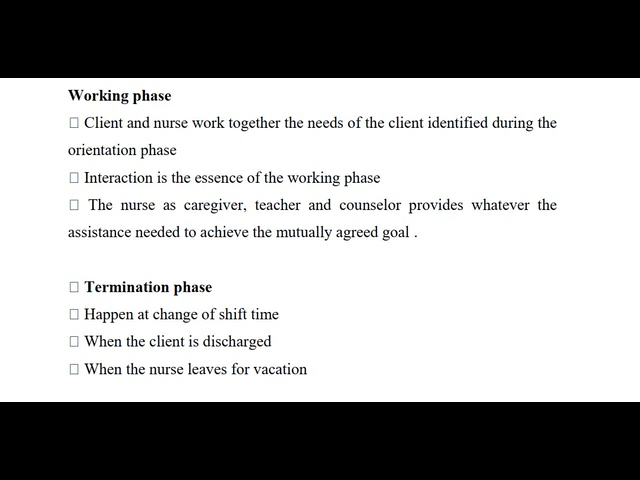 Working phase
□ Client and nurse work together the needs of the client identified during the
orientation phase
□ Interaction is the essence of the working phase
□ The nurse as caregiver, teacher and counselor provides whatever the
assistance needed to achieve the mutually agreed goal .
□ Termination phase
□ Happen at change of shift time
□ When the client is discharged
□ When the nurse leaves for vacation